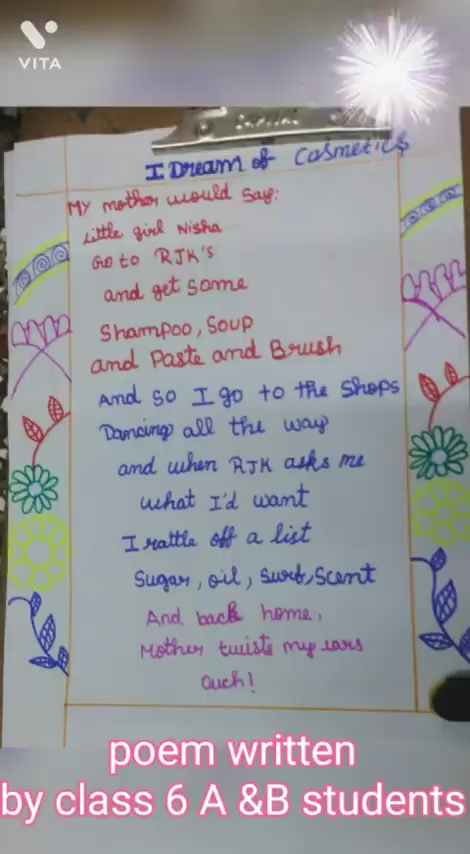 VITA
I Dream of Cosmetics
My mother would say:
Little girl Nisha
Go to RJK's
and get some
Shampoo, Soup
and Paste and Brush
And so I go to the Shops
Dancing all the way
and when RJK asks me
what I'd want
I rattle off a list
Sugar, oil, Surf, Scent
And back home,
Mother twists my ears
Ouch!
poem written
by class 6 A &B students